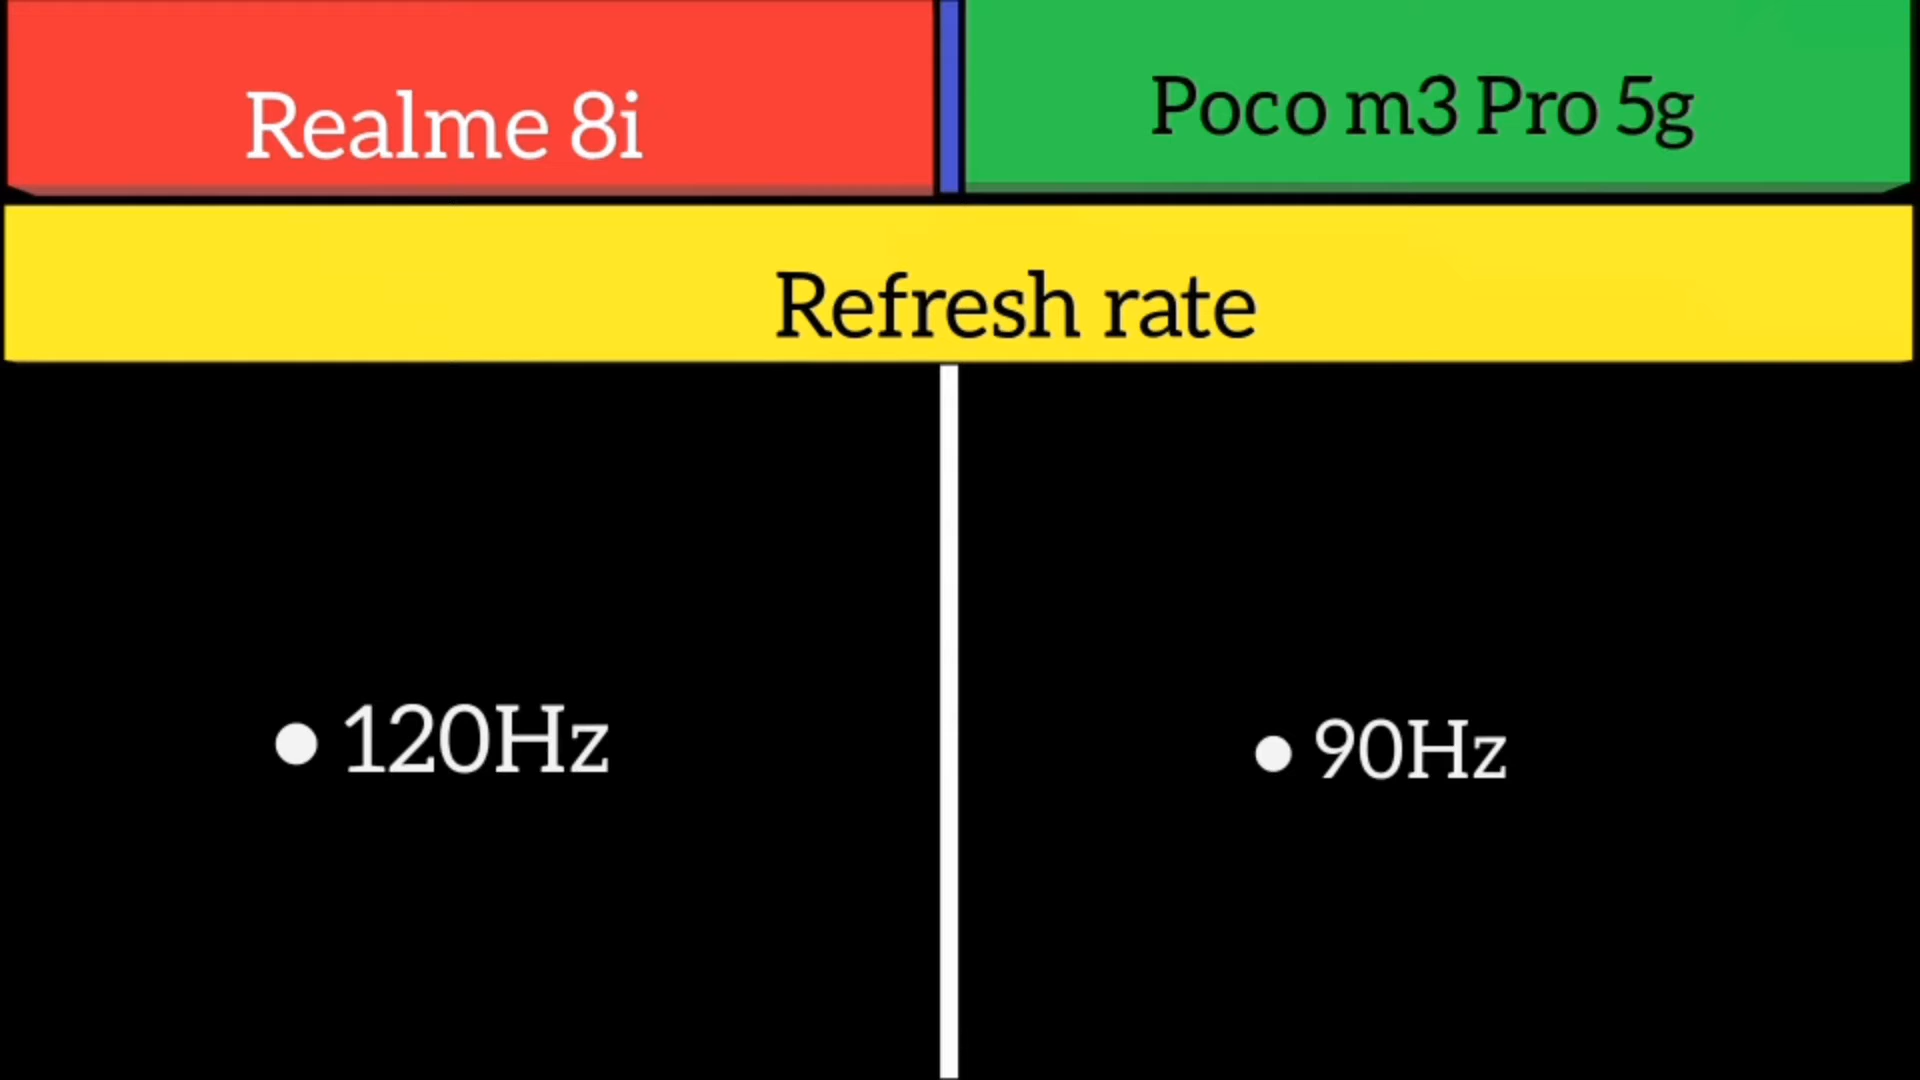 Realme 8i
Poco m3 Pro 5g
Refresh rate
● 120Hz
● 90Hz